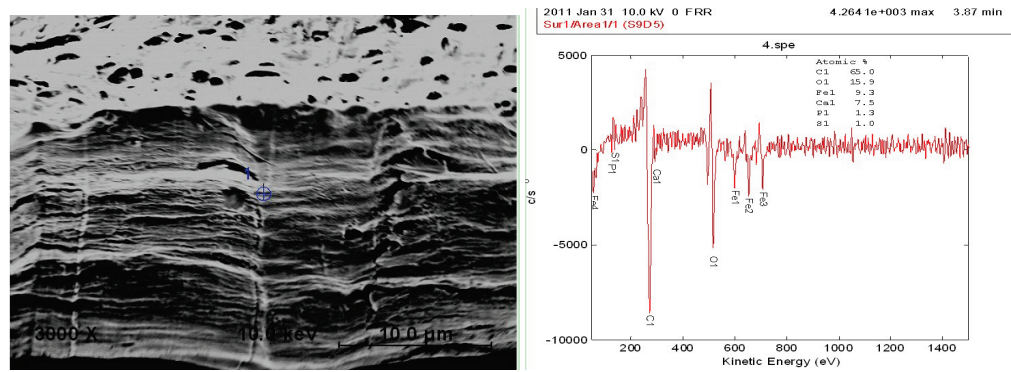 1
3000 X 10.0 keV 10.0 µm
2011 Jan 31 10.0 kV 0 FRR 4.2641e+003 max 3.87 min
Sur1/Area1/1 (S9D5)
4.spe
Atomic %
C1 65.0
O1 15.9
Fe1 9.3
Ca1 7.5
P1 1.3
S1 1.0
5000
0
-5000
-10000
c/s
Fe4
S1
P1
Ca1
C1
O1
Fe1
Fe2
Fe3
200 400 600 800 1000 1200 1400
Kinetic Energy (eV)